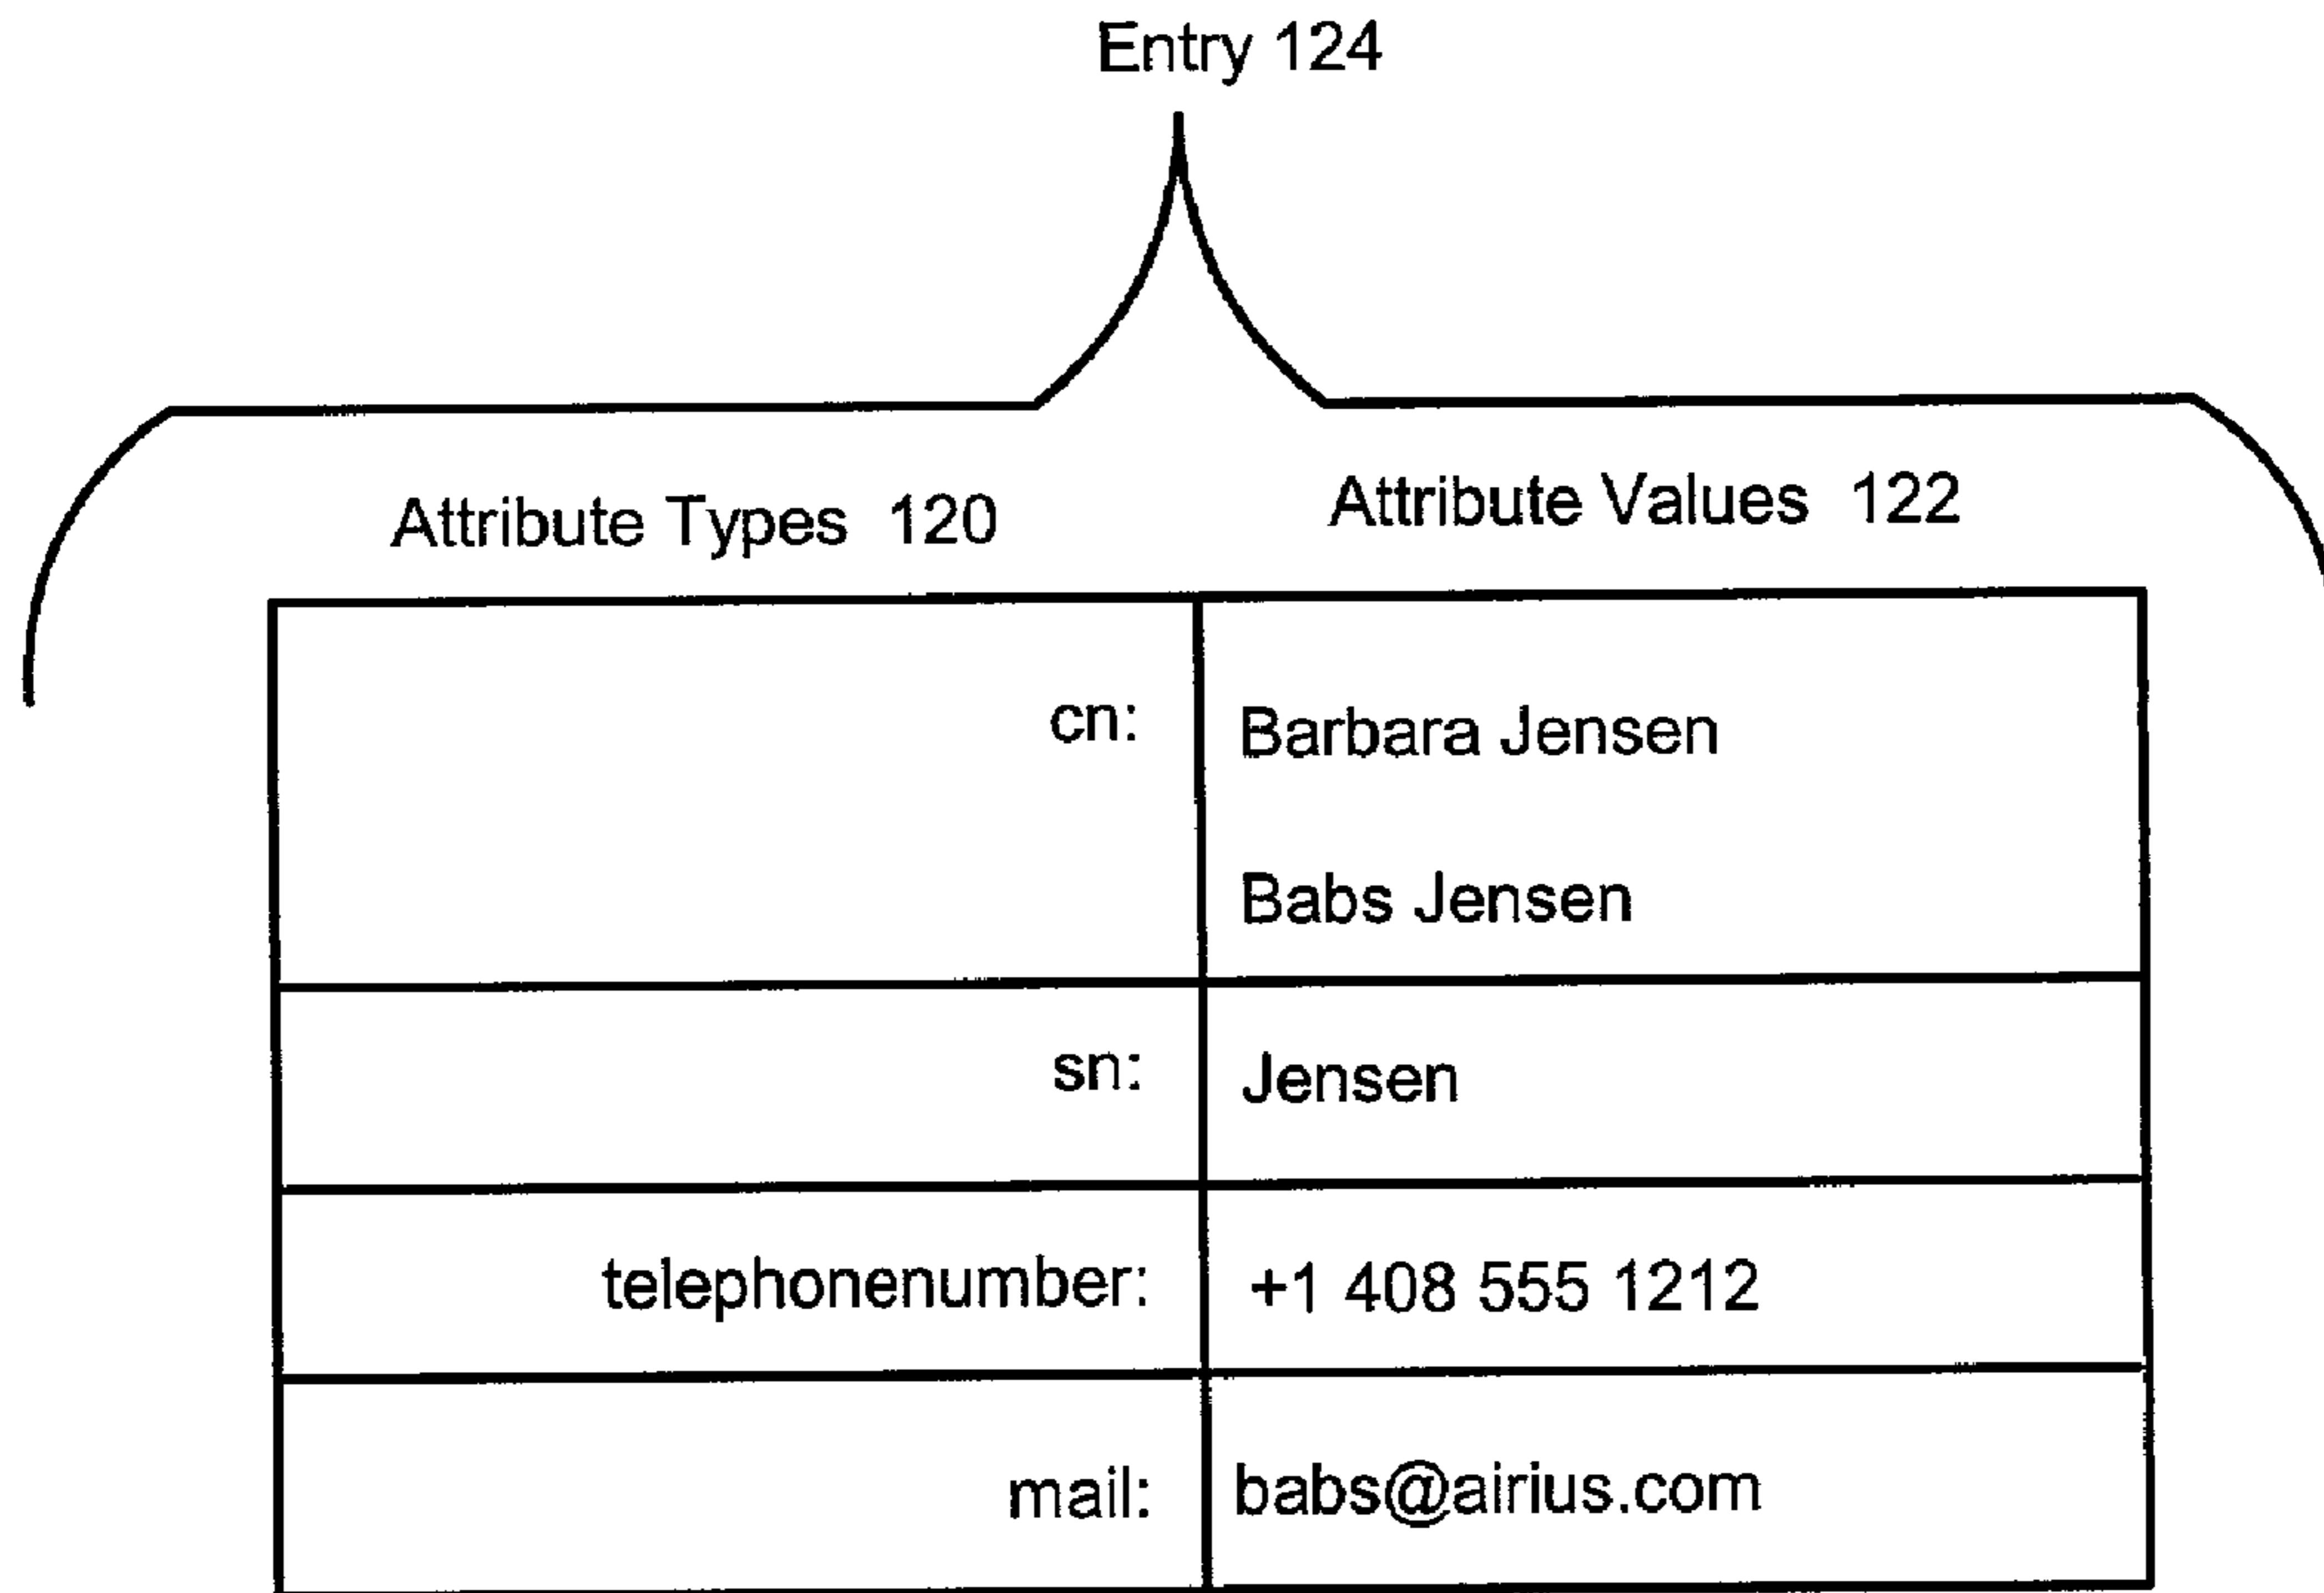 Entry 124
Attribute Types 120 Attribute Values 122
cn: Barbara Jensen
Babs Jensen
sn: Jensen
telephonenumber: +1 408 555 1212
mail: babs@airius.com